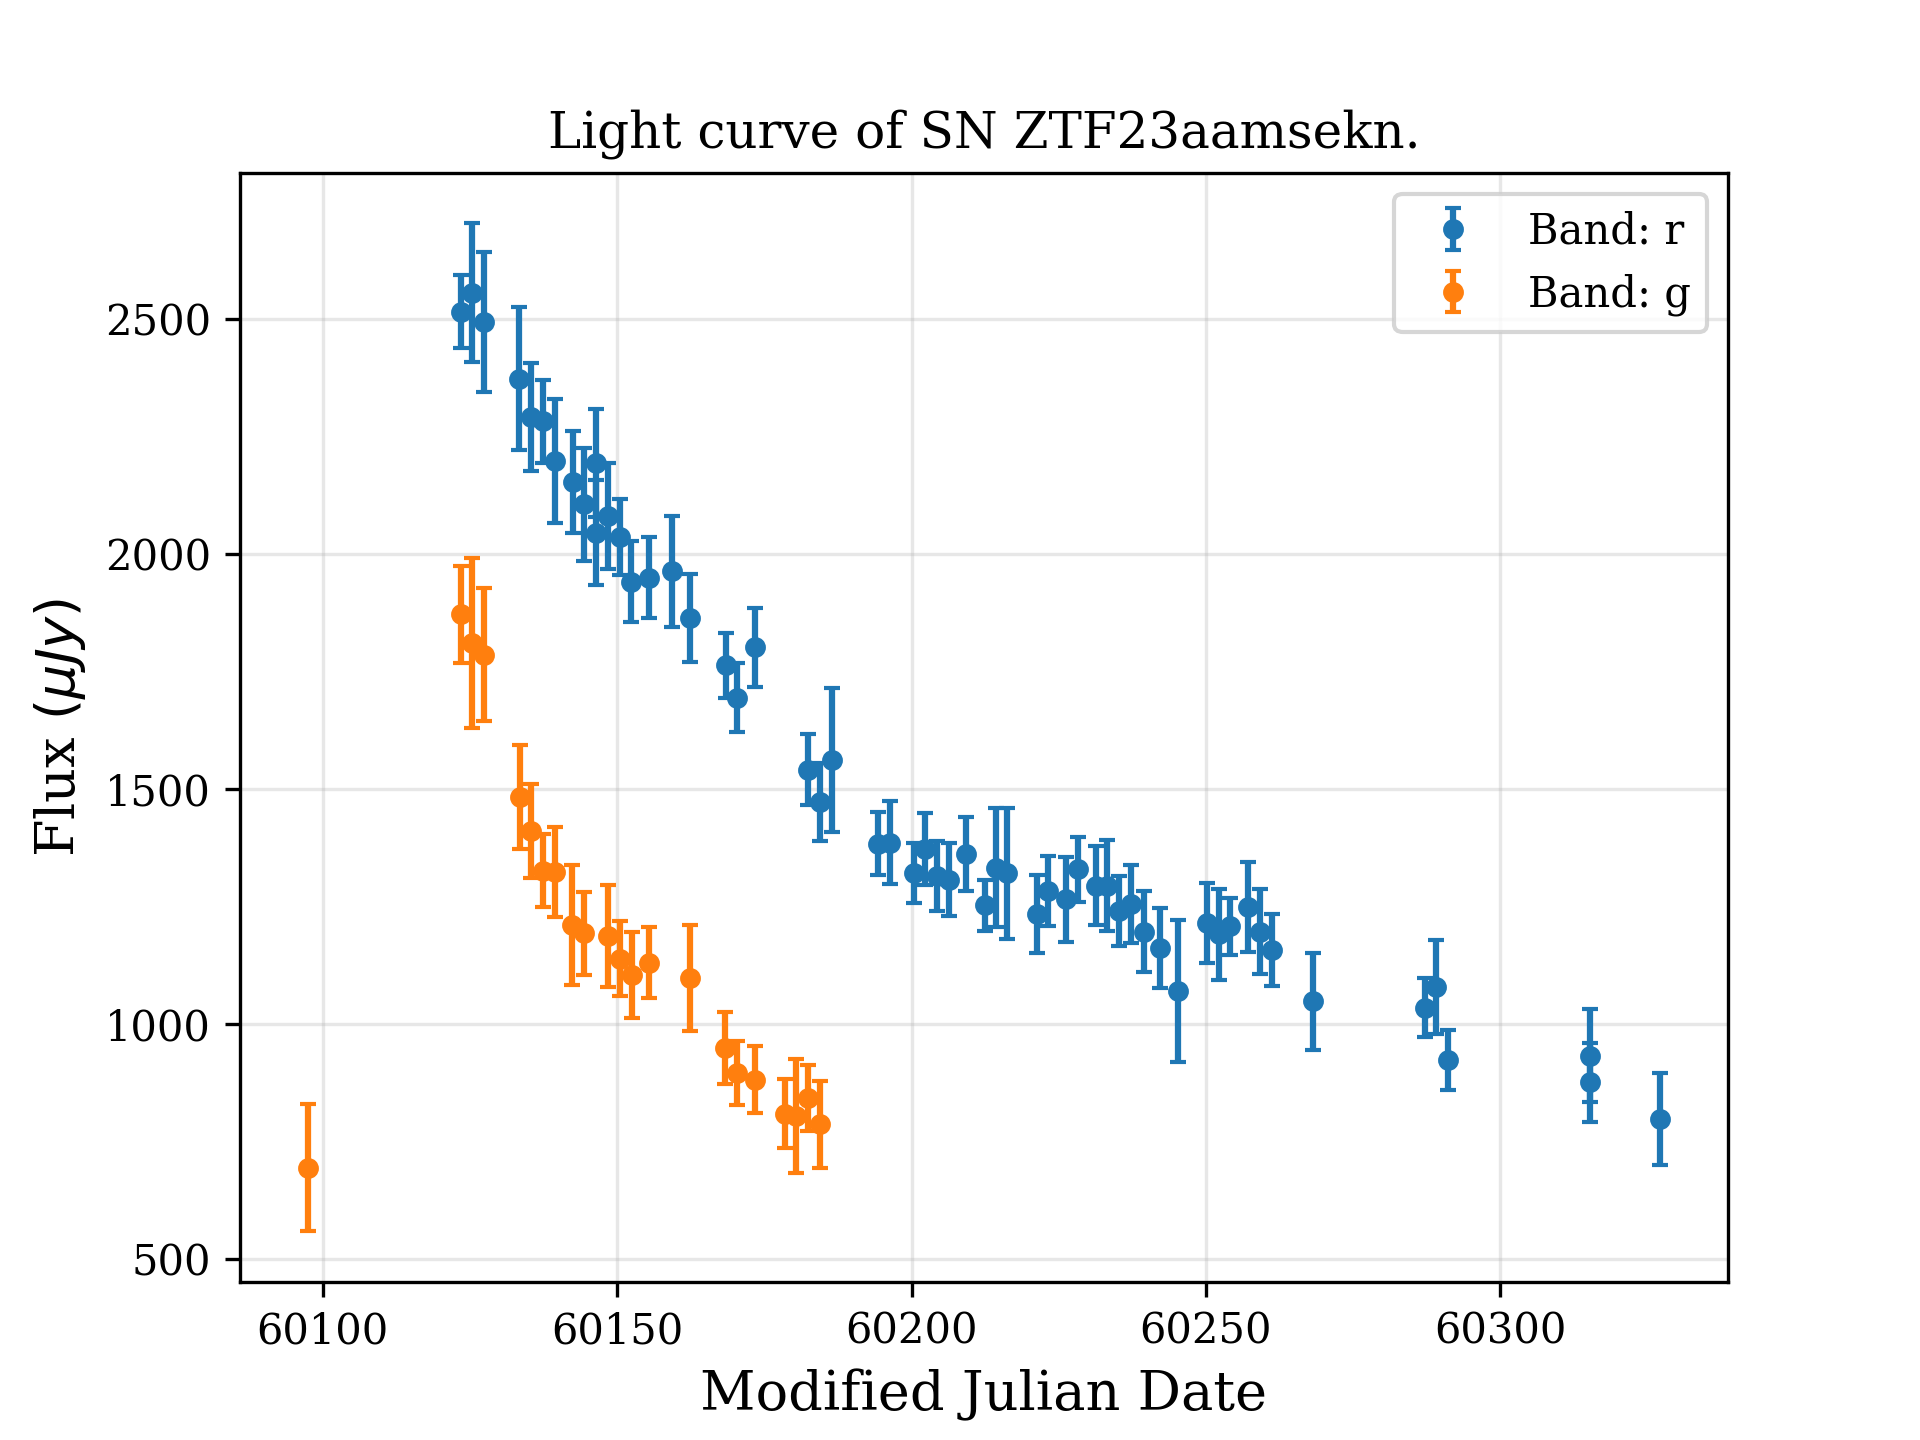 Light curve of SN ZTF23aamsekn.
Band: r
Band: g
Flux (μJy)
2500
2000
1500
1000
500
60100 60150 60200 60250 60300
Modified Julian Date